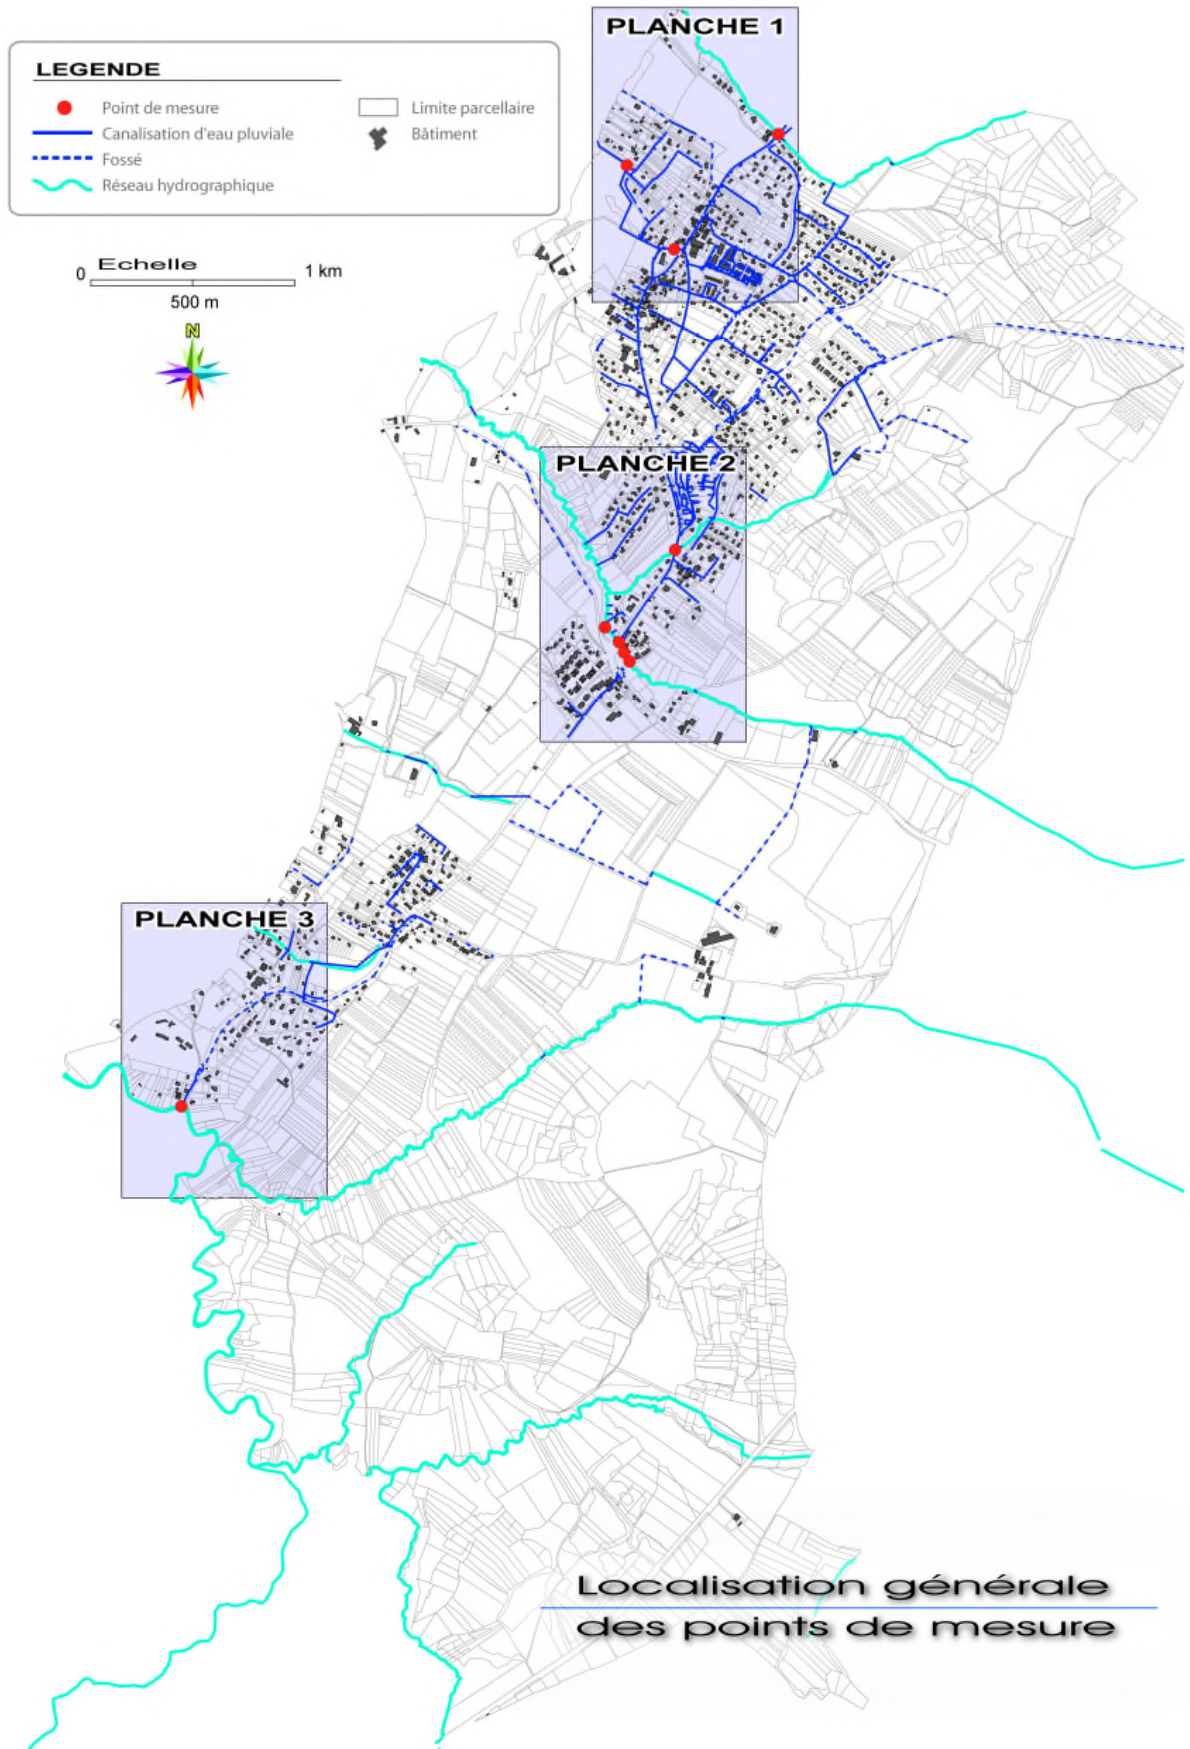 PLANCHE 1
LEGENDE
Point de mesure
Limite parcellaire
Canalisation d'eau pluviale
Bâtiment
Fossé
Réseau hydrographique
Echelle
0 1 km
500 m
N
PLANCHE 2
PLANCHE 3
Localisation générale
des points de mesure